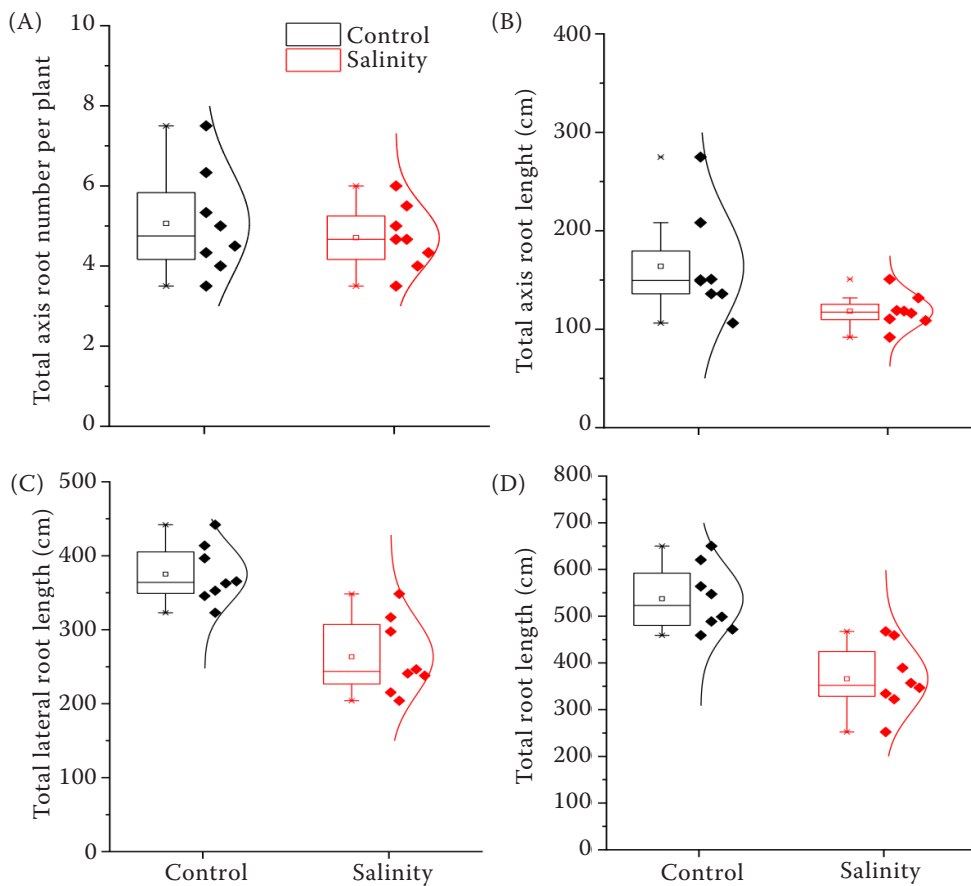 (A)
Total axis root number per plant
10
8
6
4
2
0
Control
Salinity
(B)
Total axis root lenght (cm)
400
300
200
100
0
(C)
Total lateral root length (cm)
500
400
300
200
100
0
Control
Salinity
(D)
Total root length (cm)
800
700
600
500
400
300
200
100
0
Control
Salinity